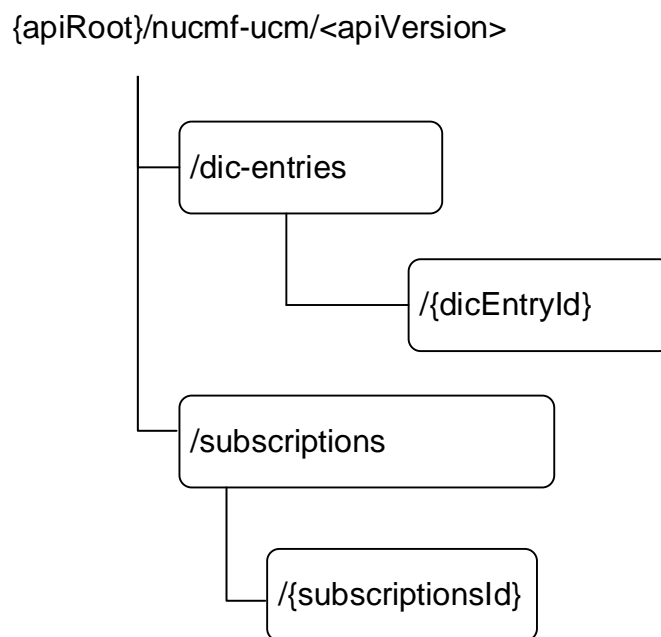 {apiRoot}/nucmf-ucm/<apiVersion>
/dic-entries
/{dicEntryId}
/subscriptions
/{subscriptionsId}